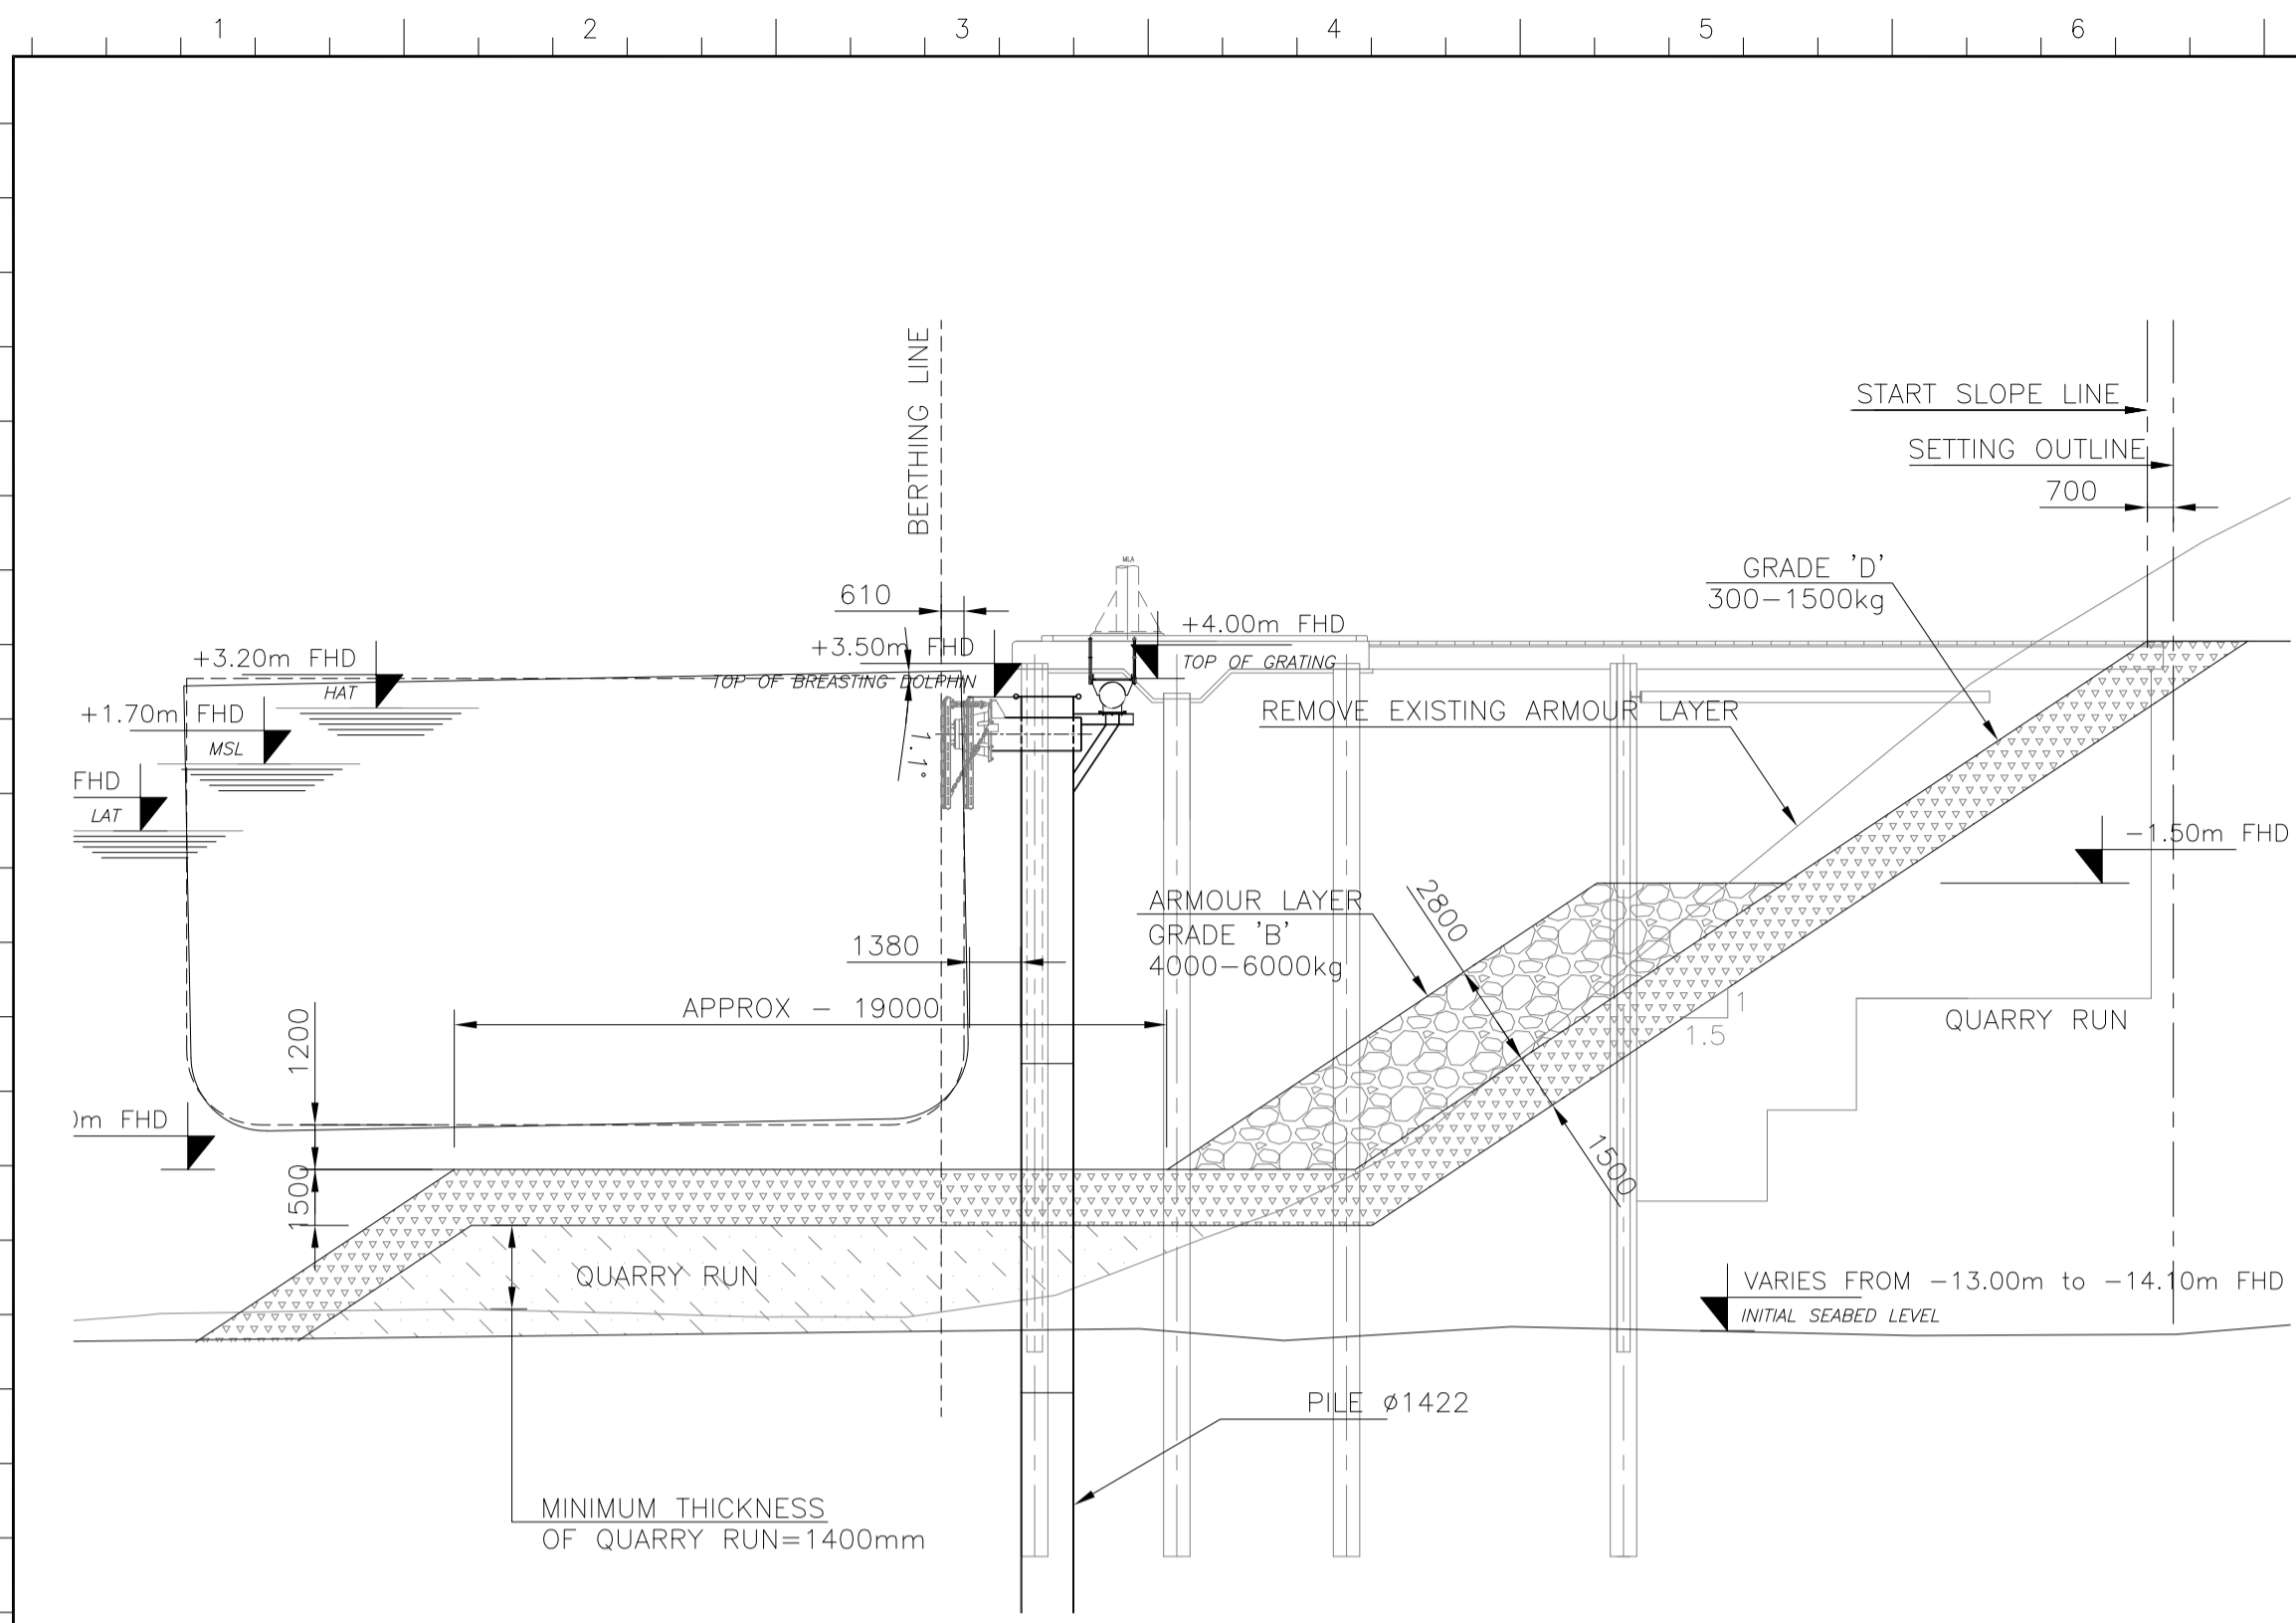 1 2 3 4 5 6
BERTHING LINE
START SLOPE LINE
SETTING OUTLINE
700
MLA
GRADE 'D'
300-1500kg
610
+4.00m FHD
TOP OF GRATING
+3.50m FHD
TOP OF BREASTING DOLPHIN
+3.20m FHD
HAT
+1.70m FHD
MSL
REMOVE EXISTING ARMOUR LAYER
1.1°
FHD
LAT
-1.50m FHD
ARMOUR LAYER
GRADE 'B'
4000-6000kg
2800
1380
APPROX - 19000
1
1.5
QUARRY RUN
1200
m FHD
1500
1500
QUARRY RUN
VARIES FROM -13.00m to -14.10m FHD
INITIAL SEABED LEVEL
PILE ø1422
MINIMUM THICKNESS
OF QUARRY RUN=1400mm